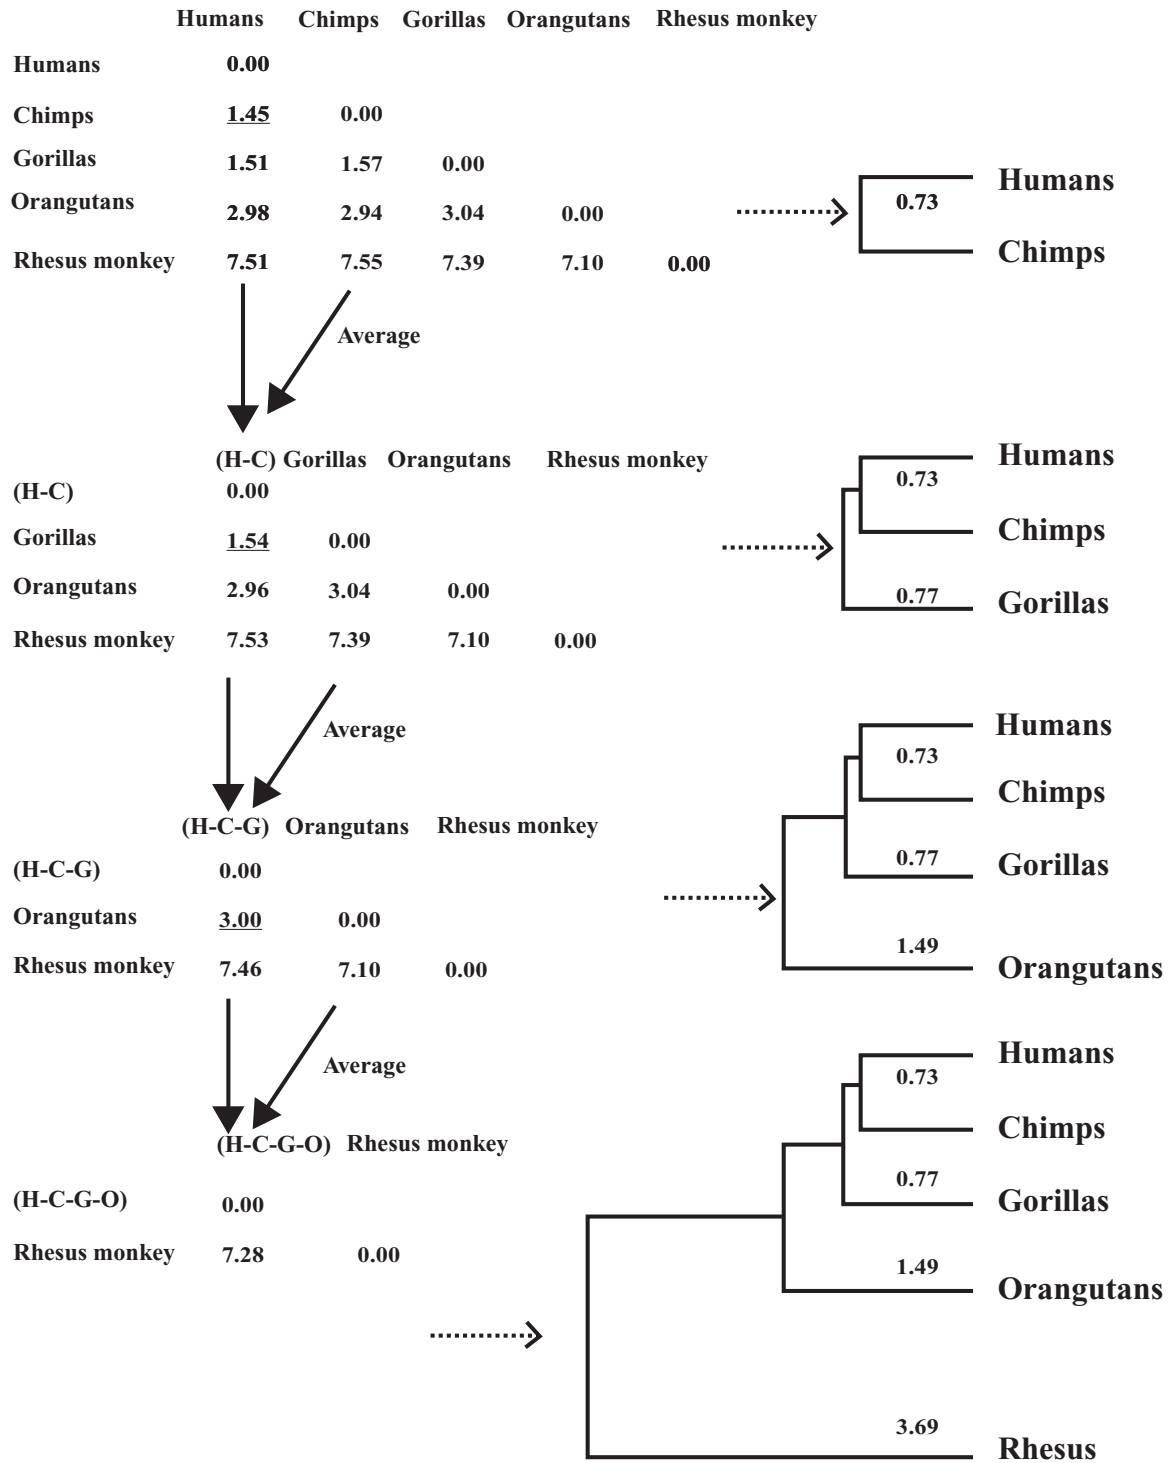 Humans Chimps Gorillas Orangutans Rhesus monkey
Humans 0.00
Chimps 1.45 0.00
Gorillas 1.51 1.57 0.00
Orangutans 2.98 2.94 3.04 0.00
Rhesus monkey 7.51 7.55 7.39 7.10 0.00
Humans
0.73
Chimps
Average
(H-C) Gorillas Orangutans Rhesus monkey
(H-C) 0.00
Gorillas 1.54 0.00
Orangutans 2.96 3.04 0.00
Rhesus monkey 7.53 7.39 7.10 0.00
Humans
0.73
Chimps
0.77
Gorillas
Average
(H-C-G) Orangutans Rhesus monkey
(H-C-G) 0.00
Orangutans 3.00 0.00
Rhesus monkey 7.46 7.10 0.00
Humans
0.73
Chimps
0.77
Gorillas
1.49
Orangutans
Average
(H-C-G-O) Rhesus monkey
(H-C-G-O) 0.00
Rhesus monkey 7.28 0.00
Humans
0.73
Chimps
0.77
Gorillas
1.49
Orangutans
3.69
Rhesus